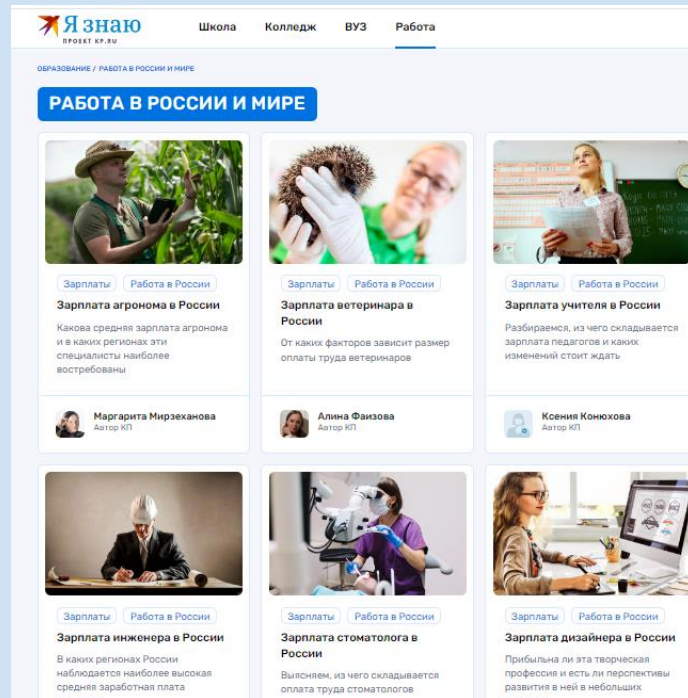 Я знаю
ПРОЕКТ KP.RU
Школа Колледж ВУЗ Работа
ОБРАЗОВАНИЕ / РАБОТА В РОССИИ И МИРЕ
РАБОТА В РОССИИ И МИРЕ
Зарплаты Работа в России
Зарплата агронома в России
Какова средняя зарплата агронома
и в каких регионах эти
специалисты наиболее
востребованы
Маргарита Мирзеханова
Автор КП
Зарплаты Работа в России
Зарплата ветеринара в
России
От каких факторов зависит размер
оплаты труда ветеринаров
Алина Фаизова
Автор КП
Зарплаты Работа в России
Зарплата учителя в России
Разбираемся, из чего складывается
зарплата педагогов и каких
изменений стоит ждать
Ксения Конюхова
Автор КП
Зарплаты Работа в России
Зарплата инженера в России
В каких регионах России
наблюдается наиболее высокая
средняя заработная плата
Зарплаты Работа в России
Зарплата стоматолога в
России
Выясняем, из чего складывается
оплата труда стоматологов
Зарплаты Работа в России
Зарплата дизайнера в России
Прибыльна ли эта творческая
профессия и есть ли перспективы
развития в ней в небольших